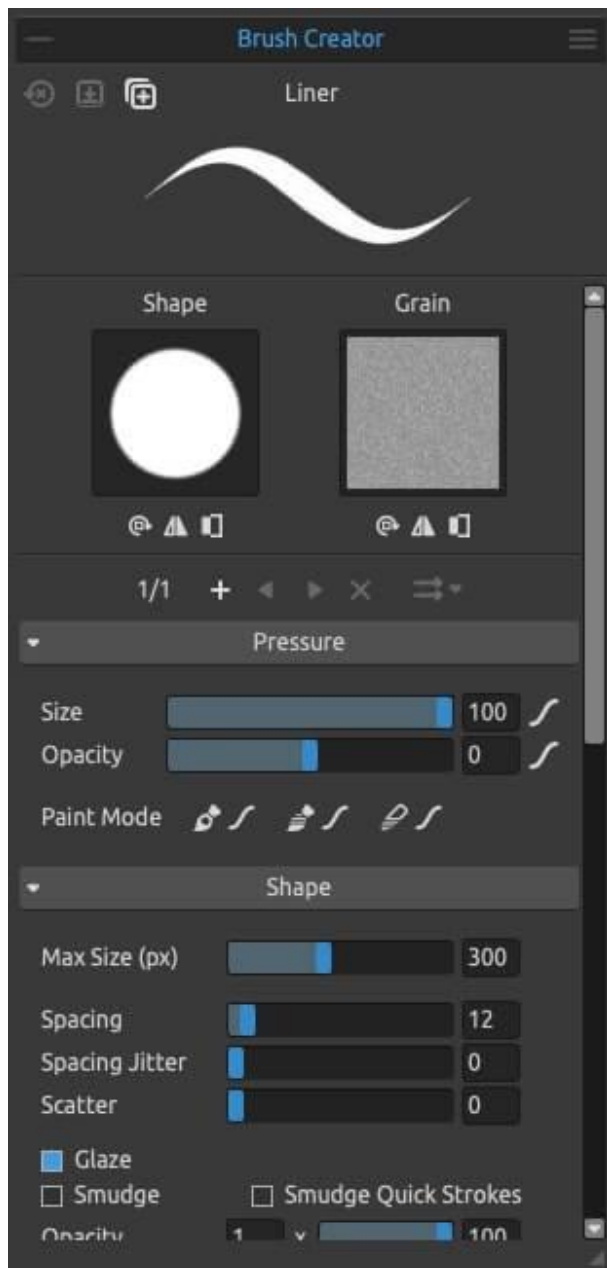 Brush Creator
Liner
Shape Grain
1/1
Pressure
Size 100
Opacity 0
Paint Mode
Shape
Max Size (px) 300
Spacing 12
Spacing Jitter 0
Scatter 0
Glaze
Smudge Smudge Quick Strokes
Opacity 1 x 100